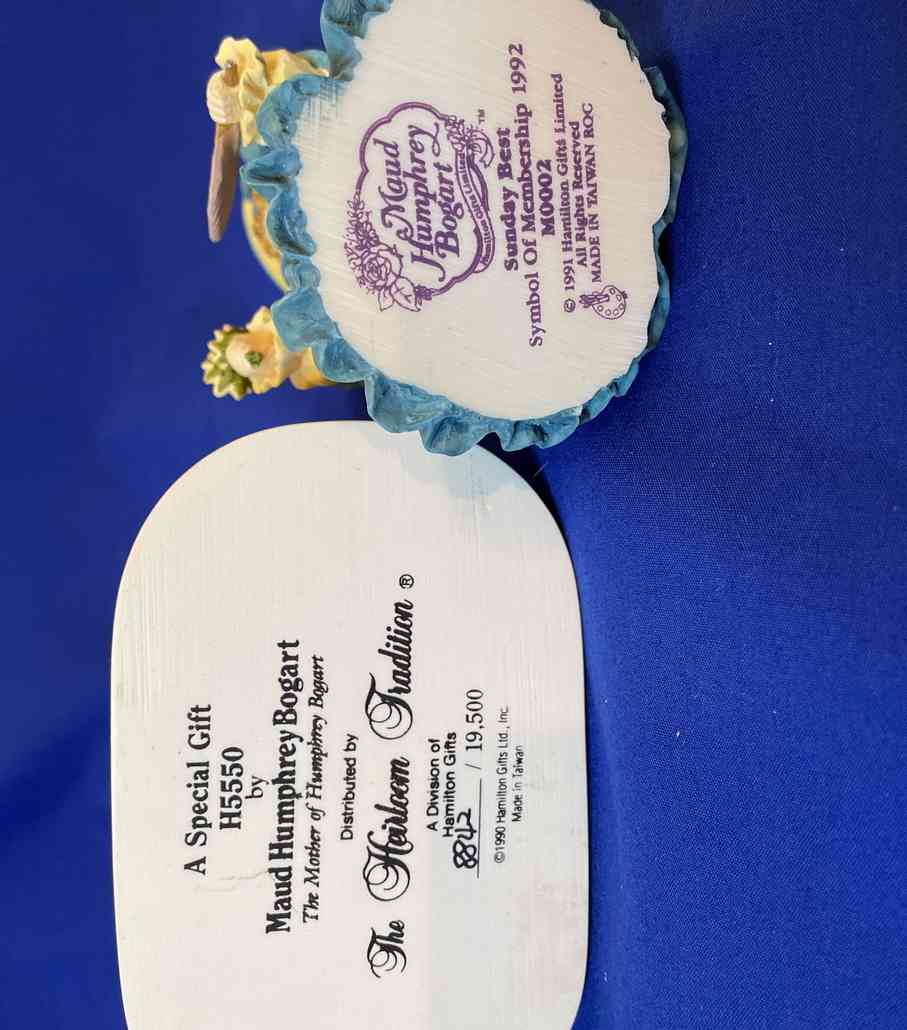 A Special Gift
H5550
by
Maud Humphrey Bogart
The Mother of Humphrey Bogart
Distributed by
The Heirloom Tradition ®
A Division of
Hamilton Gifts
8842 / 19,500
©1990 Hamilton Gifts Ltd., Inc.
Made in Taiwan
Maud
Humphrey
Bogart
Hamilton Gifts Limited
TM
Sunday Best
Symbol Of Membership 1992
M0002
© 1991 Hamilton Gifts Limited
All Rights Reserved
MADE IN TAIWAN ROC